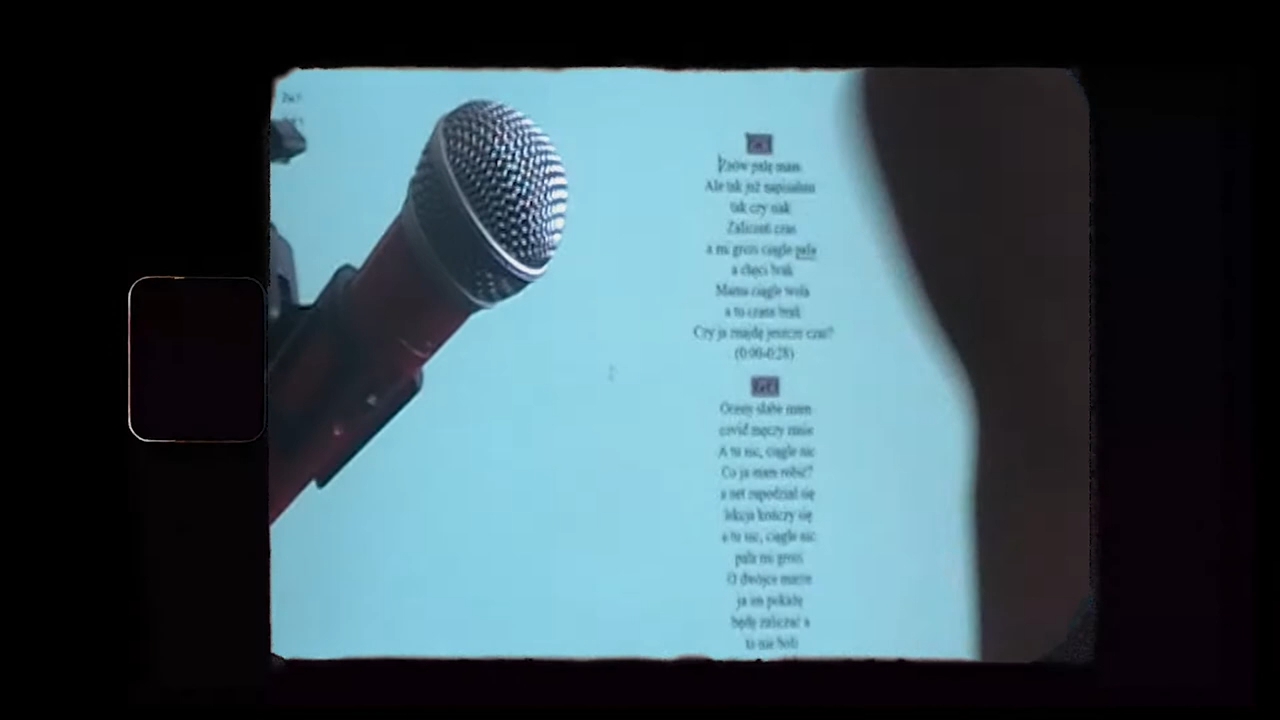 Znów pałę mam
Ale tak już napisałem
tak czy siak
Zaliczać czas
a mi grozi ciągle pała
a chęci brak
Mama ciągle woła
a tu czasu brak
Czy ja znajdę jeszcze czas?
(0:00-0:28)
Oceny słabe mam
covid męczy mnie
A tu nic, ciągle nic
Co ja mam robić?
a net zapodział się
lekcja kończy się
a tu nic, ciągle nic
pała mi grozi
O dwójce marzę
ja im pokażę
będę zaliczać a
to nie boli